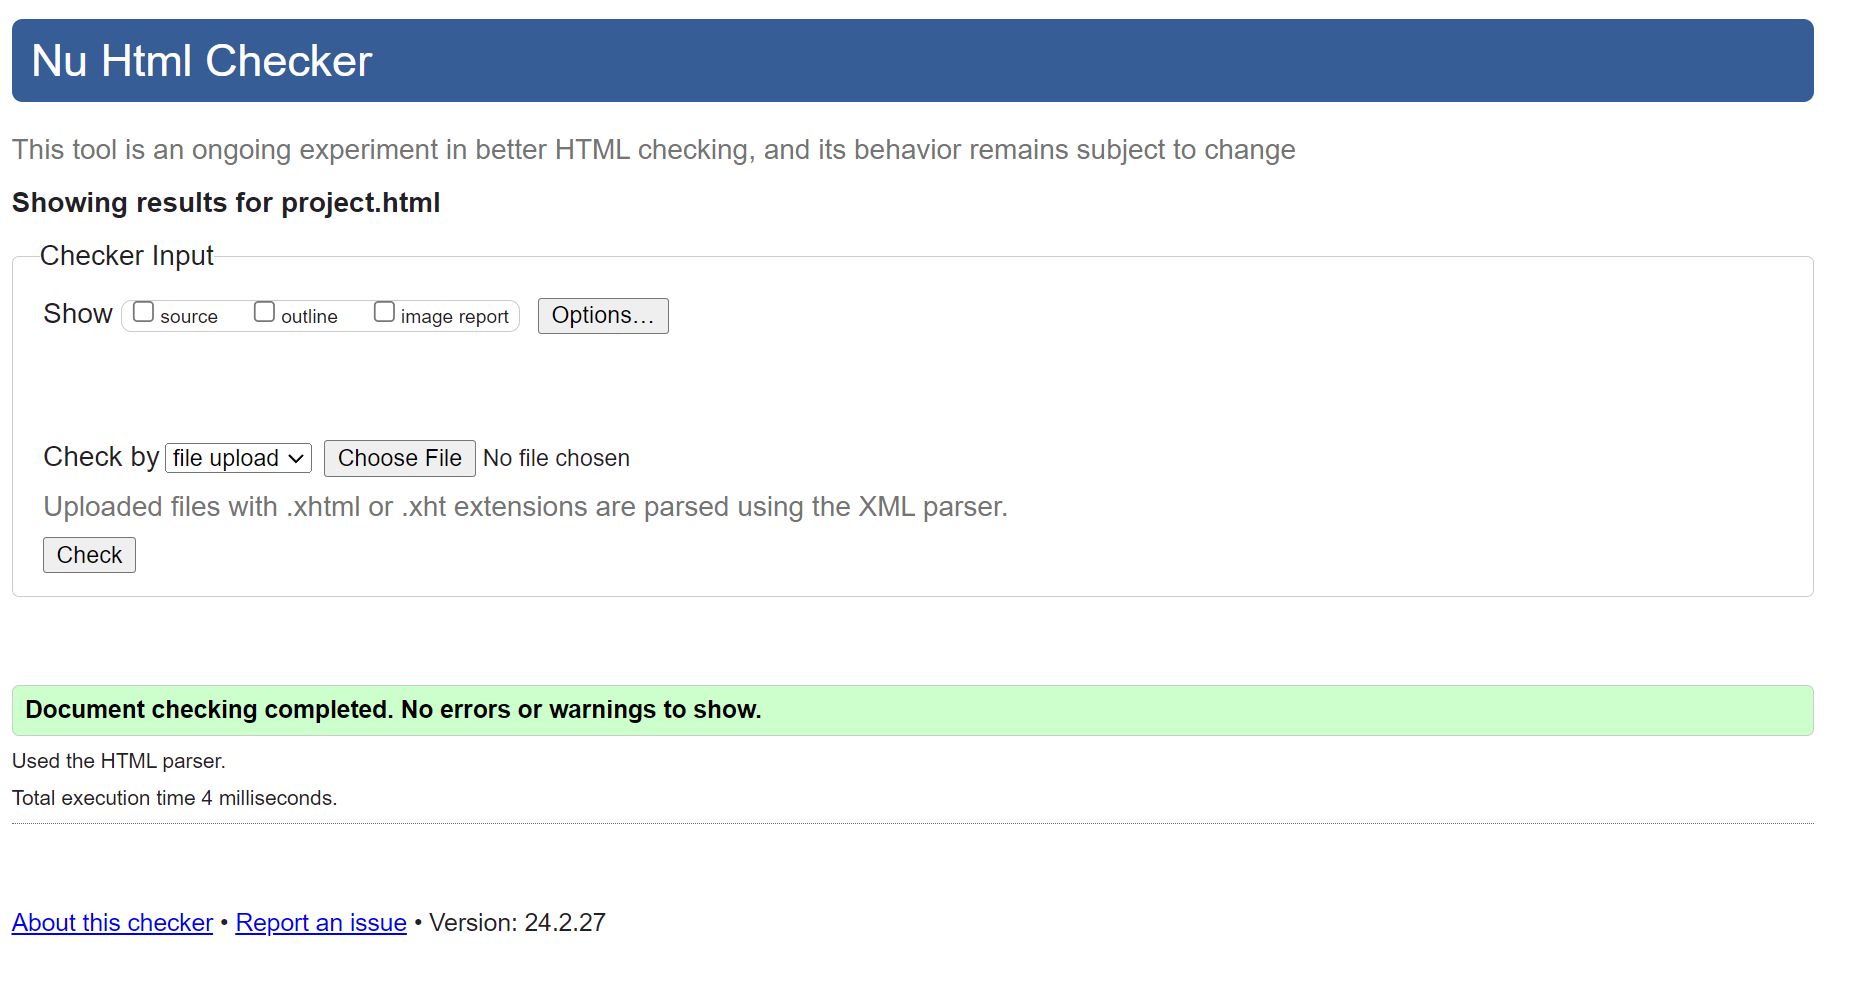 Nu Html Checker
This tool is an ongoing experiment in better HTML checking, and its behavior remains subject to change
Showing results for project.html
Checker Input
Show source outline image report Options…
Check by file upload Choose File No file chosen
Uploaded files with .xhtml or .xht extensions are parsed using the XML parser.
Check
Document checking completed. No errors or warnings to show.
Used the HTML parser.
Total execution time 4 milliseconds.
About this checker • Report an issue • Version: 24.2.27